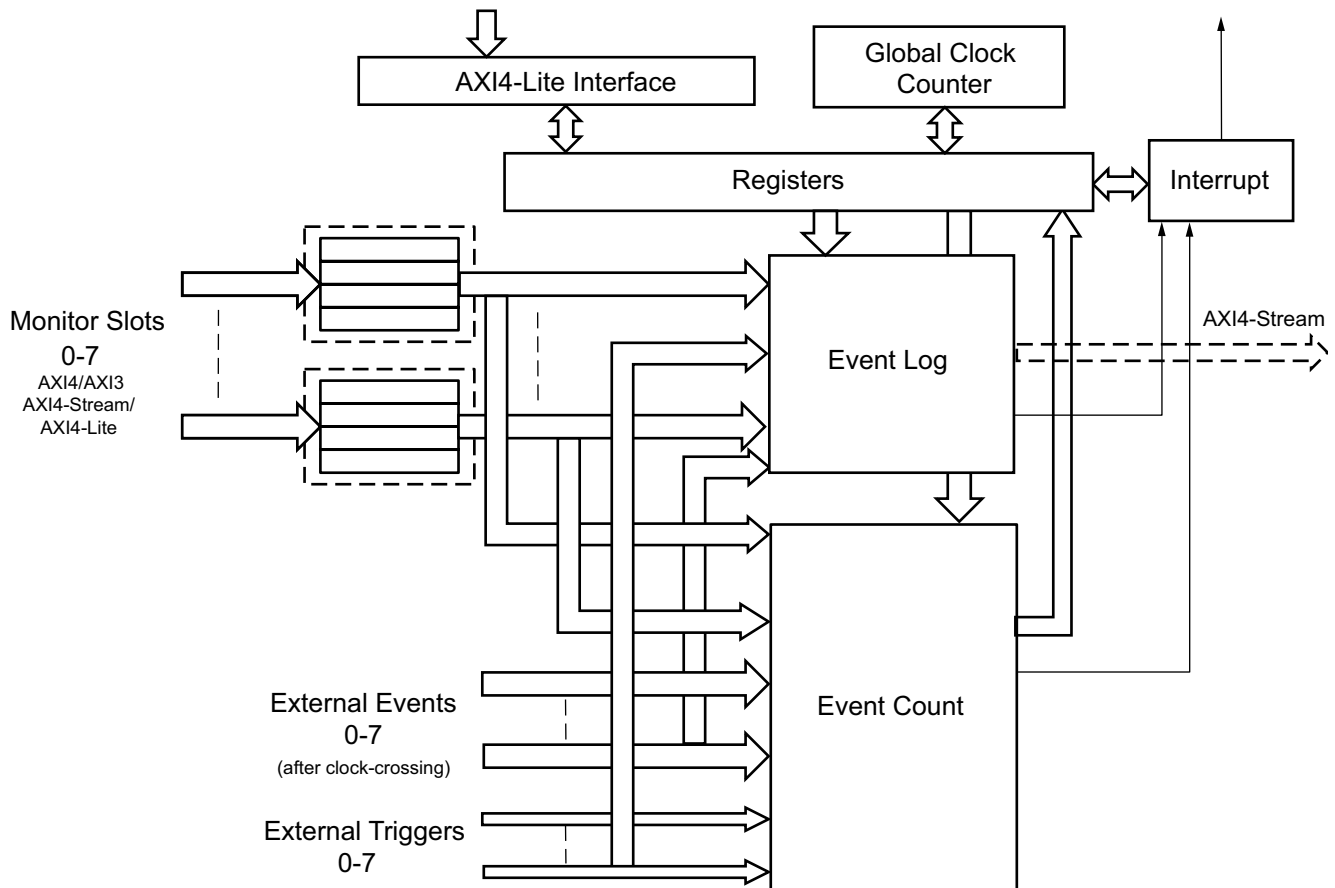 Global Clock
Counter
AXI4-Lite Interface
Registers
Interrupt
Monitor Slots
0-7
AXI4/AXI3
AXI4-Stream/
AXI4-Lite
AXI4-Stream
Event Log
External Events
0-7
(after clock-crossing)
Event Count
External Triggers
0-7